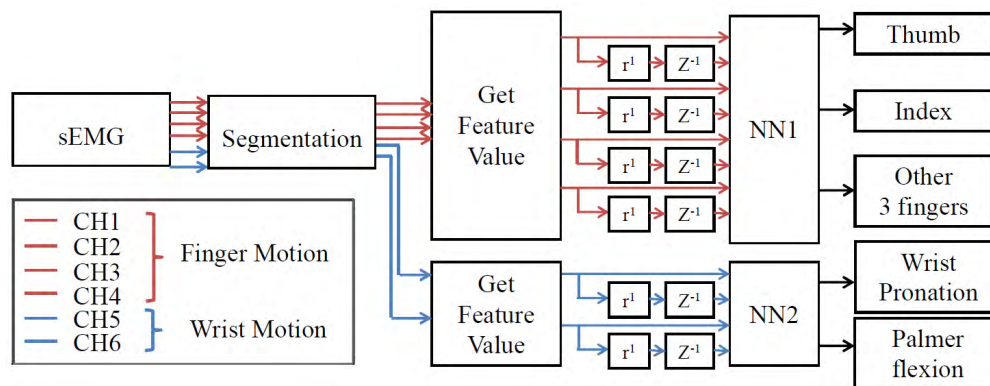 sEMG
Segmentation
Get
Feature
Value
r¹
Z⁻¹
r¹
Z⁻¹
r¹
Z⁻¹
r¹
Z⁻¹
NN1
Thumb
Index
Other
3 fingers
CH1
CH2
CH3
CH4
CH5
CH6
Finger Motion
Wrist Motion
Get
Feature
Value
r¹
Z⁻¹
r¹
Z⁻¹
NN2
Wrist
Pronation
Palmer
flexion